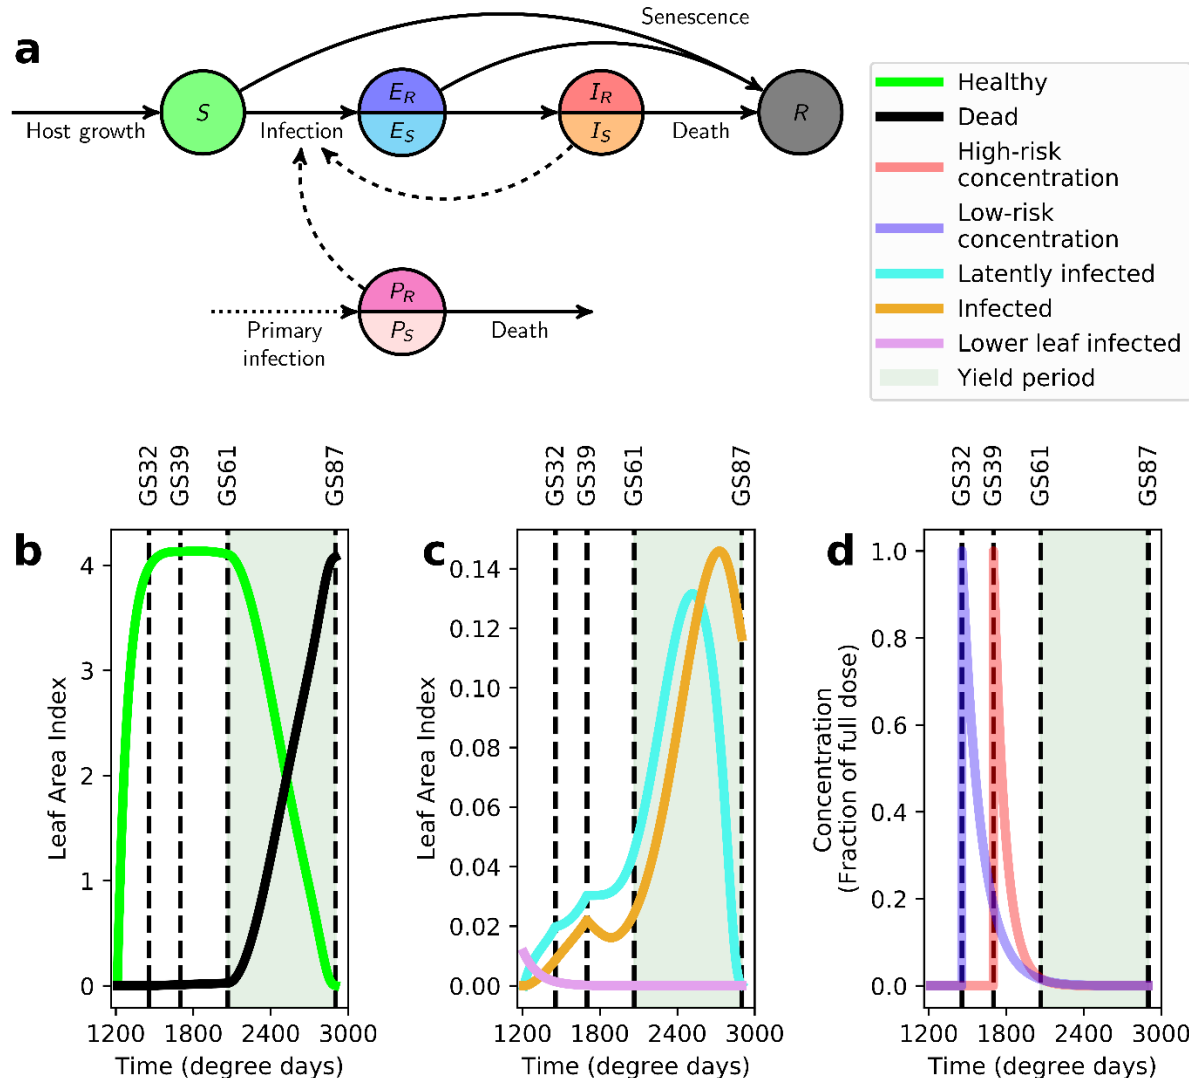 a
Senescence
S
E_R
E_S
I_R
I_S
R
Host growth
Infection
Death
P_R
P_S
Primary
infection
Death
Healthy
Dead
High-risk
concentration
Low-risk
concentration
Latently infected
Infected
Lower leaf infected
Yield period
b
GS32
GS39
GS61
GS87
Leaf Area Index
4
3
2
1
0
1200 1800 2400 3000
Time (degree days)
c
GS32
GS39
GS61
GS87
Leaf Area Index
0.14
0.12
0.10
0.08
0.06
0.04
0.02
0.00
1200 1800 2400 3000
Time (degree days)
d
GS32
GS39
GS61
GS87
Concentration
(Fraction of full dose)
1.0
0.8
0.6
0.4
0.2
0.0
1200 1800 2400 3000
Time (degree days)